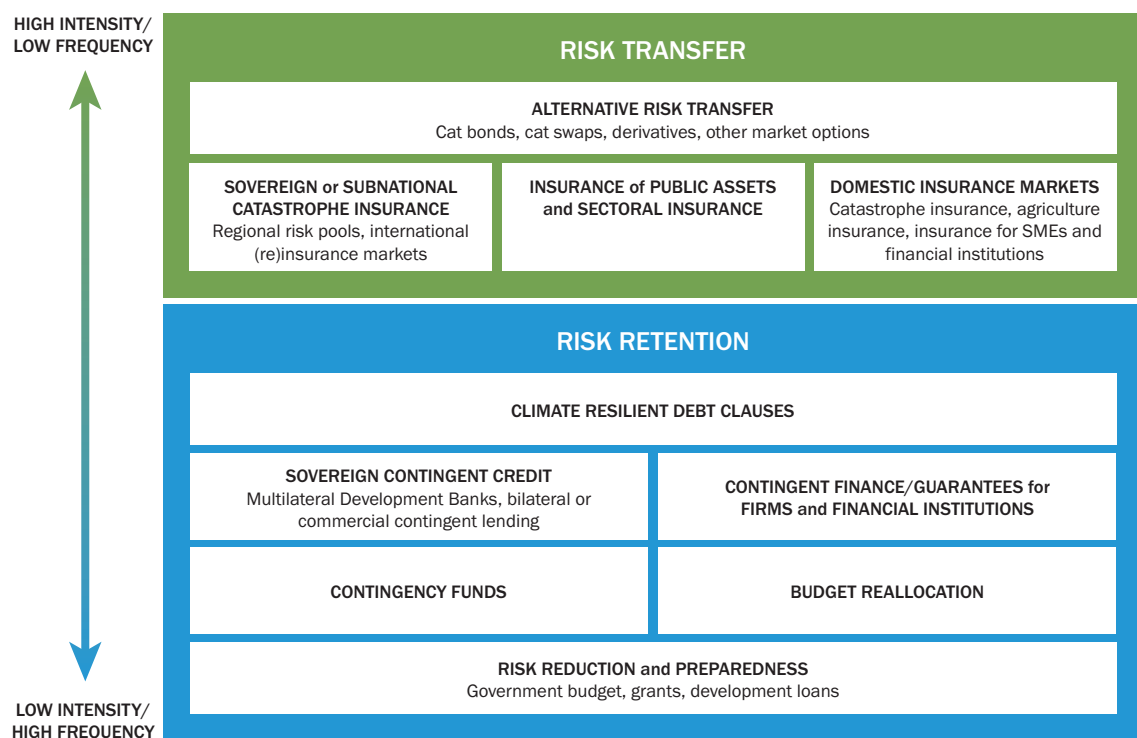 HIGH INTENSITY/
LOW FREQUENCY
RISK TRANSFER
ALTERNATIVE RISK TRANSFER
Cat bonds, cat swaps, derivatives, other market options
SOVEREIGN or SUBNATIONAL
CATASTROPHE INSURANCE
Regional risk pools, international
(re)insurance markets
INSURANCE of PUBLIC ASSETS
and SECTORAL INSURANCE
DOMESTIC INSURANCE MARKETS
Catastrophe insurance, agriculture
insurance, insurance for SMEs and
financial institutions
RISK RETENTION
CLIMATE RESILIENT DEBT CLAUSES
SOVEREIGN CONTINGENT CREDIT
Multilateral Development Banks, bilateral or
commercial contingent lending
CONTINGENT FINANCE/GUARANTEES for
FIRMS and FINANCIAL INSTITUTIONS
CONTINGENCY FUNDS
BUDGET REALLOCATION
RISK REDUCTION and PREPAREDNESS
Government budget, grants, development loans
LOW INTENSITY/
HIGH FREQUENCY